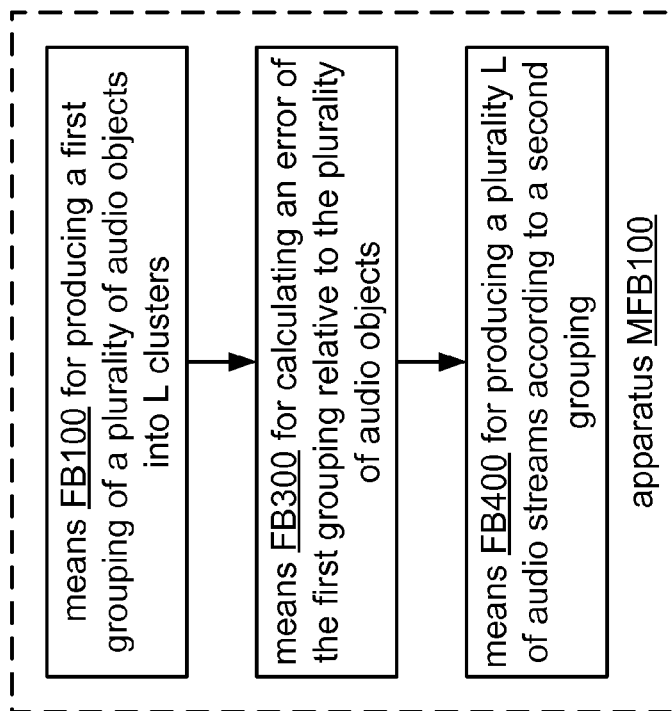 means FB100 for producing a first
grouping of a plurality of audio objects
into L clusters
means FB300 for calculating an error of
the first grouping relative to the plurality
of audio objects
means FB400 for producing a plurality L
of audio streams according to a second
grouping
apparatus MFB100